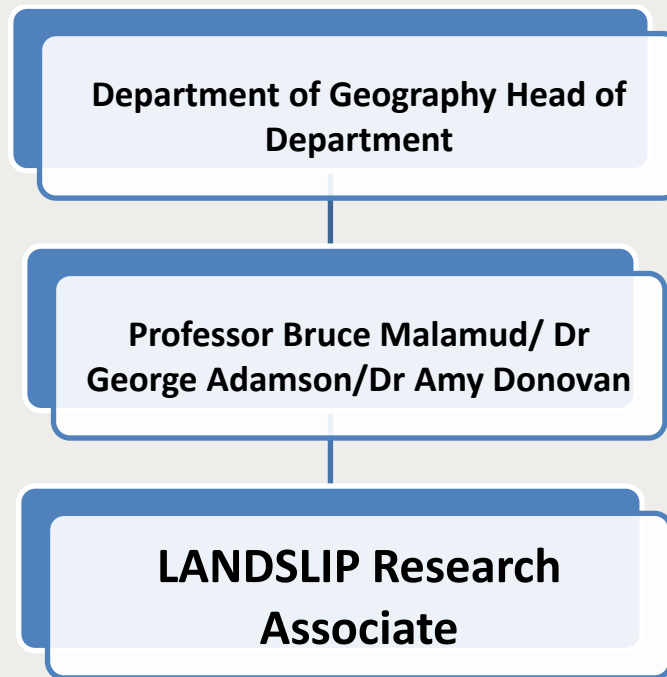 Department of Geography Head of
Department
Professor Bruce Malamud/ Dr
George Adamson/Dr Amy Donovan
LANDSLIP Research
Associate